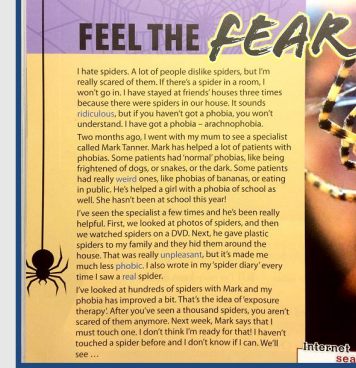 FEEL THE FEAR
I hate spiders. A lot of people dislike spiders, but I'm
really scared of them. If there's a spider in a room, I
won't go in. I have stayed at friends' houses three times
because there were spiders in our house. It sounds
ridiculous, but if you haven't got a phobia, you won't
understand. I have got a phobia – arachnophobia.
Two months ago, I went with my mum to see a specialist
called Mark Tanner. Mark has helped a lot of patients with
phobias. Some patients had 'normal' phobias, like being
frightened of dogs, or snakes, or the dark. Some patients
had really weird ones, like phobias of bananas, or eating
in public. He's helped a girl with a phobia of school as
well. She hasn't been at school this year!
I've seen the specialist a few times and he's been really
helpful. First, we looked at photos of spiders, and then
we watched spiders on a DVD. Next, he gave plastic
spiders to my family and they hid them around the
house. That was really unpleasant, but it's made me
much less phobic. I also wrote in my 'spider diary' every
time I saw a real spider.
I've looked at hundreds of spiders with Mark and my
phobia has improved a bit. That's the idea of 'exposure
therapy'. After you've seen a thousand spiders, you aren't
scared of them anymore. Next week, Mark says that I
must touch one. I don't think I'm ready for that! I haven't
touched a spider before and I don't know if I can. We'll
see ...
Internet
sea